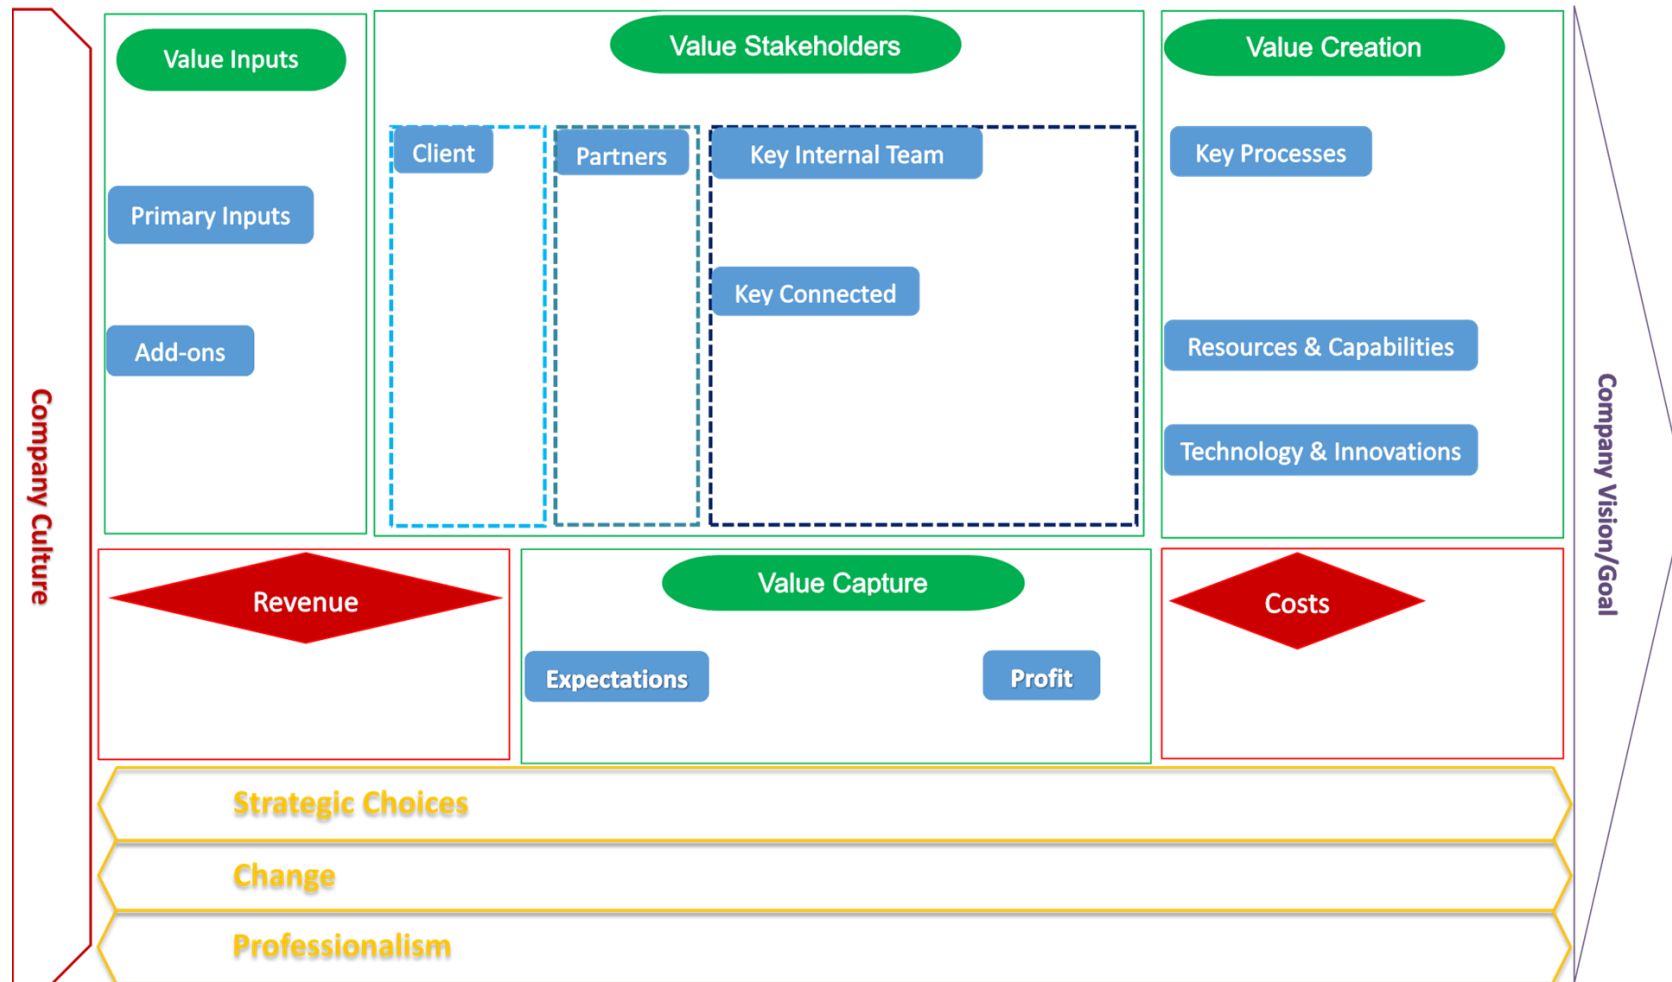 Company Culture
Value Inputs
Primary Inputs
Add-ons
Value Stakeholders
Client
Partners
Key Internal Team
Key Connected
Value Creation
Key Processes
Resources & Capabilities
Technology & Innovations
Revenue
Value Capture
Expectations
Profit
Costs
Strategic Choices
Change
Professionalism
Company Vision/Goal